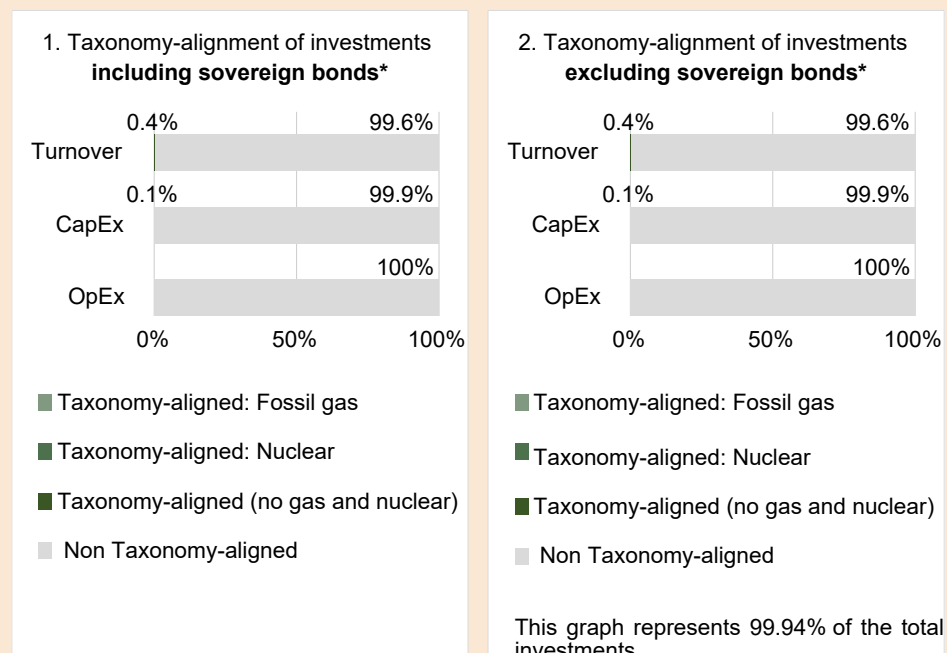 1. Taxonomy-alignment of investments
including sovereign bonds*
0.4% 99.6%
Turnover
0.1% 99.9%
CapEx
100%
OpEx
0% 50% 100%
Taxonomy-aligned: Fossil gas
Taxonomy-aligned: Nuclear
Taxonomy-aligned (no gas and nuclear)
Non Taxonomy-aligned
2. Taxonomy-alignment of investments
excluding sovereign bonds*
0.4% 99.6%
Turnover
0.1% 99.9%
CapEx
100%
OpEx
0% 50% 100%
Taxonomy-aligned: Fossil gas
Taxonomy-aligned: Nuclear
Taxonomy-aligned (no gas and nuclear)
Non Taxonomy-aligned
This graph represents 99.94% of the total
investments